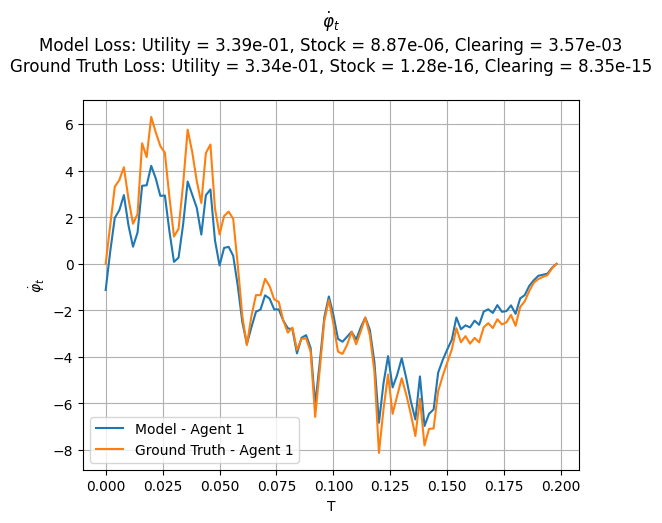 φ̇ₜ
Model Loss: Utility = 3.39e-01, Stock = 8.87e-06, Clearing = 3.57e-03
Ground Truth Loss: Utility = 3.34e-01, Stock = 1.28e-16, Clearing = 8.35e-15
6
4
2
0
−2
−4
−6
−8
φ̇ₜ
Model - Agent 1
Ground Truth - Agent 1
0.000 0.025 0.050 0.075 0.100 0.125 0.150 0.175 0.200
T